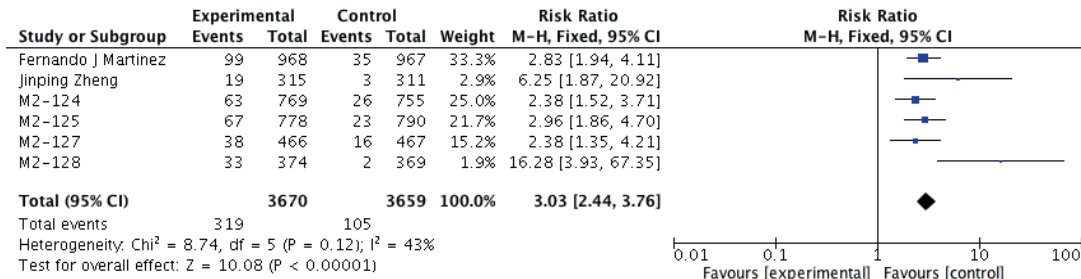 Experimental Control Risk Ratio Risk Ratio
Study or Subgroup Events Total Events Total Weight M-H, Fixed, 95% CI M-H, Fixed, 95% CI
Fernando J Martinez 99 968 35 967 33.3% 2.83 [1.94, 4.11]
Jinping Zheng 19 315 3 311 2.9% 6.25 [1.87, 20.92]
M2-124 63 769 26 755 25.0% 2.38 [1.52, 3.71]
M2-125 67 778 23 790 21.7% 2.96 [1.86, 4.70]
M2-127 38 466 16 467 15.2% 2.38 [1.35, 4.21]
M2-128 33 374 2 369 1.9% 16.28 [3.93, 67.35]
Total (95% CI) 3670 3659 100.0% 3.03 [2.44, 3.76]
Total events 319 105
Heterogeneity: Chi² = 8.74, df = 5 (P = 0.12); I² = 43%
Test for overall effect: Z = 10.08 (P < 0.00001)
0.01 0.1 1 10 100
Favours [experimental] Favours [control]